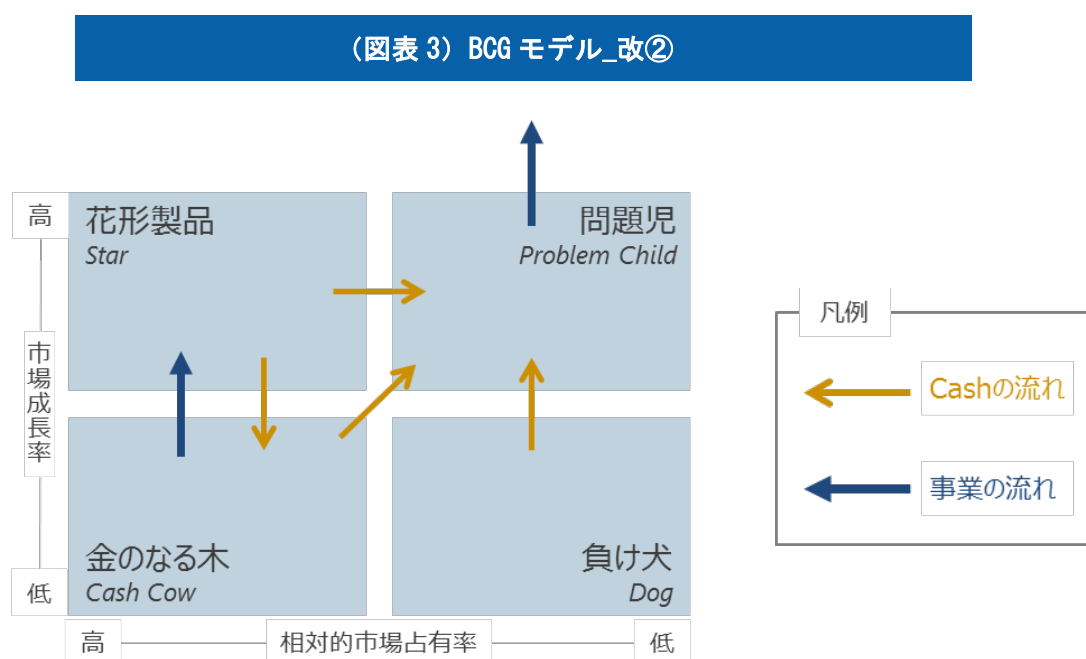 (図表 3) BCG モデル_改②
高
花形製品
Star
問題児
Problem Child
市場成長率
金のなる木
Cash Cow
負け犬
Dog
低
高
相対的市場占有率
低
凡例
Cashの流れ
事業の流れ